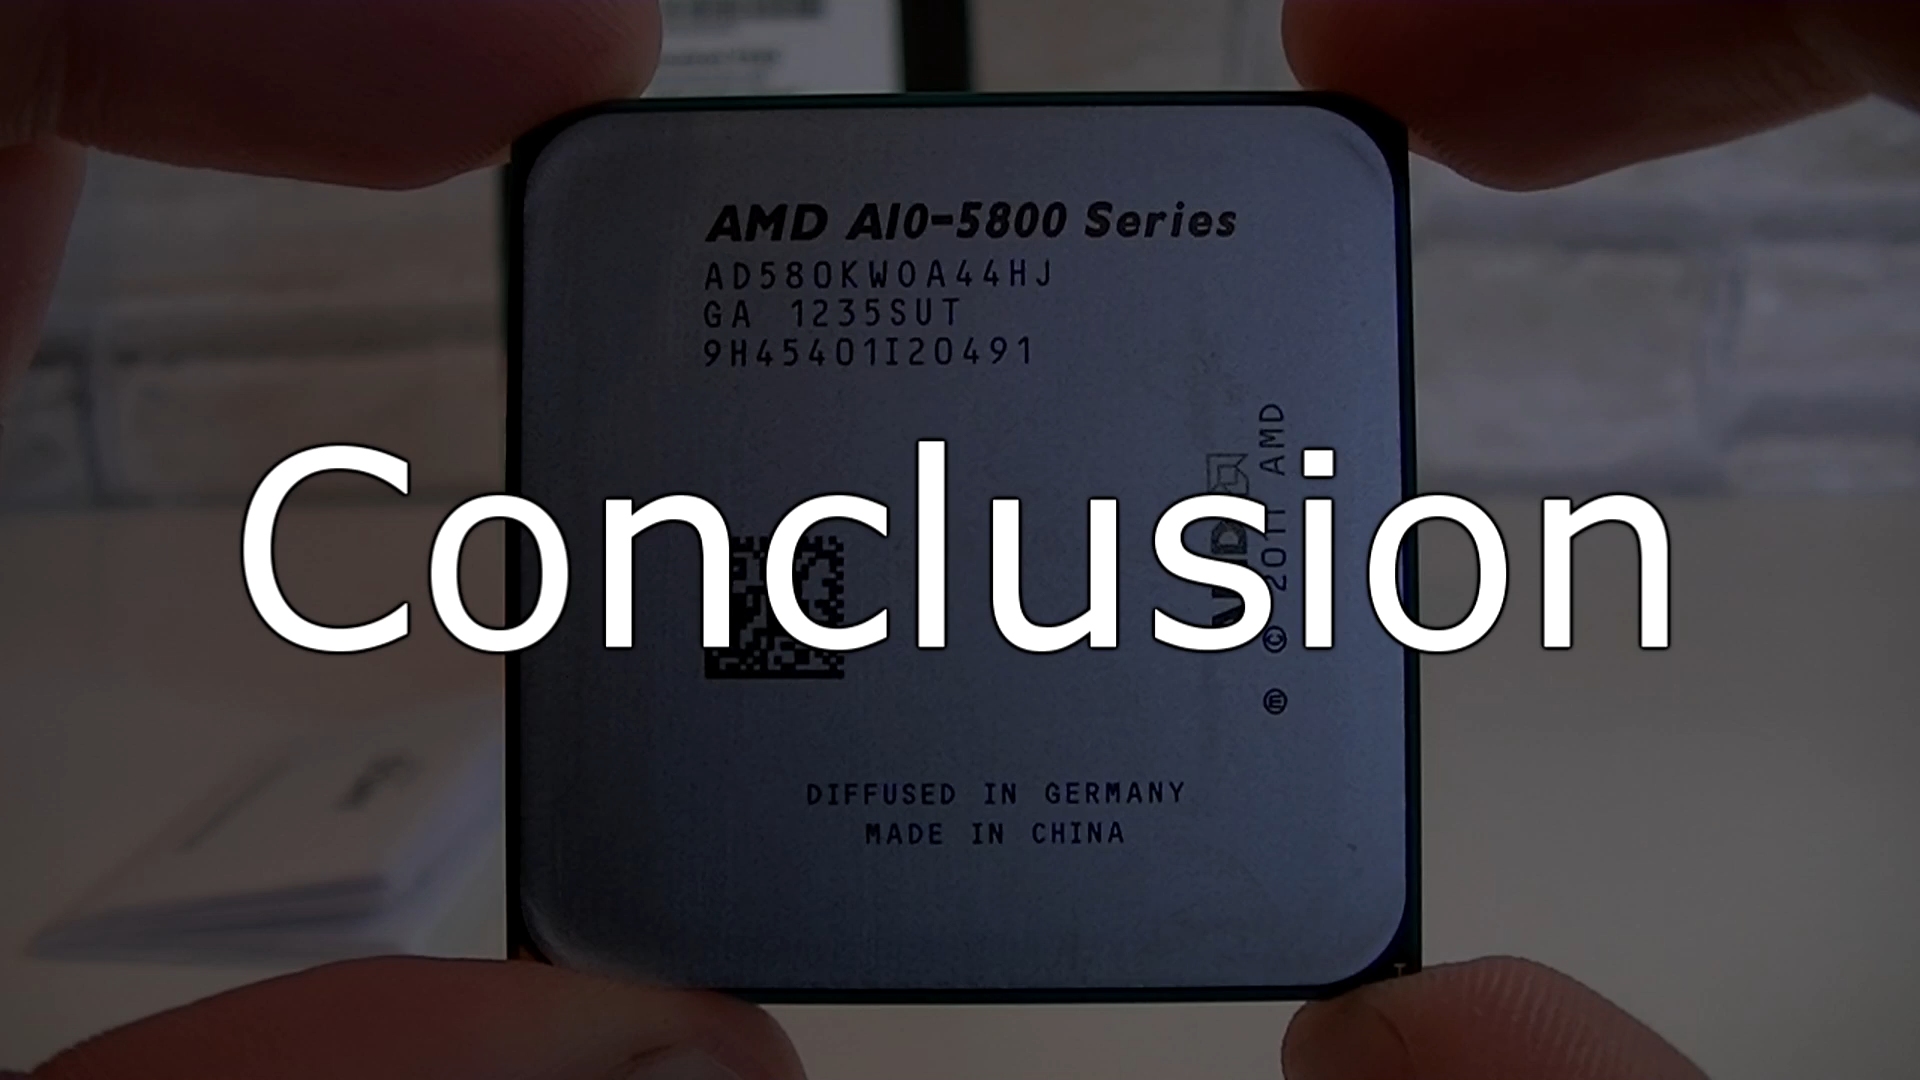 AMD A10-5800 Series
AD580KWOA44HJ
GA 1235SUT
9H45401I20491
Conclusion
© 2011 AMD
DIFFUSED IN GERMANY
MADE IN CHINA